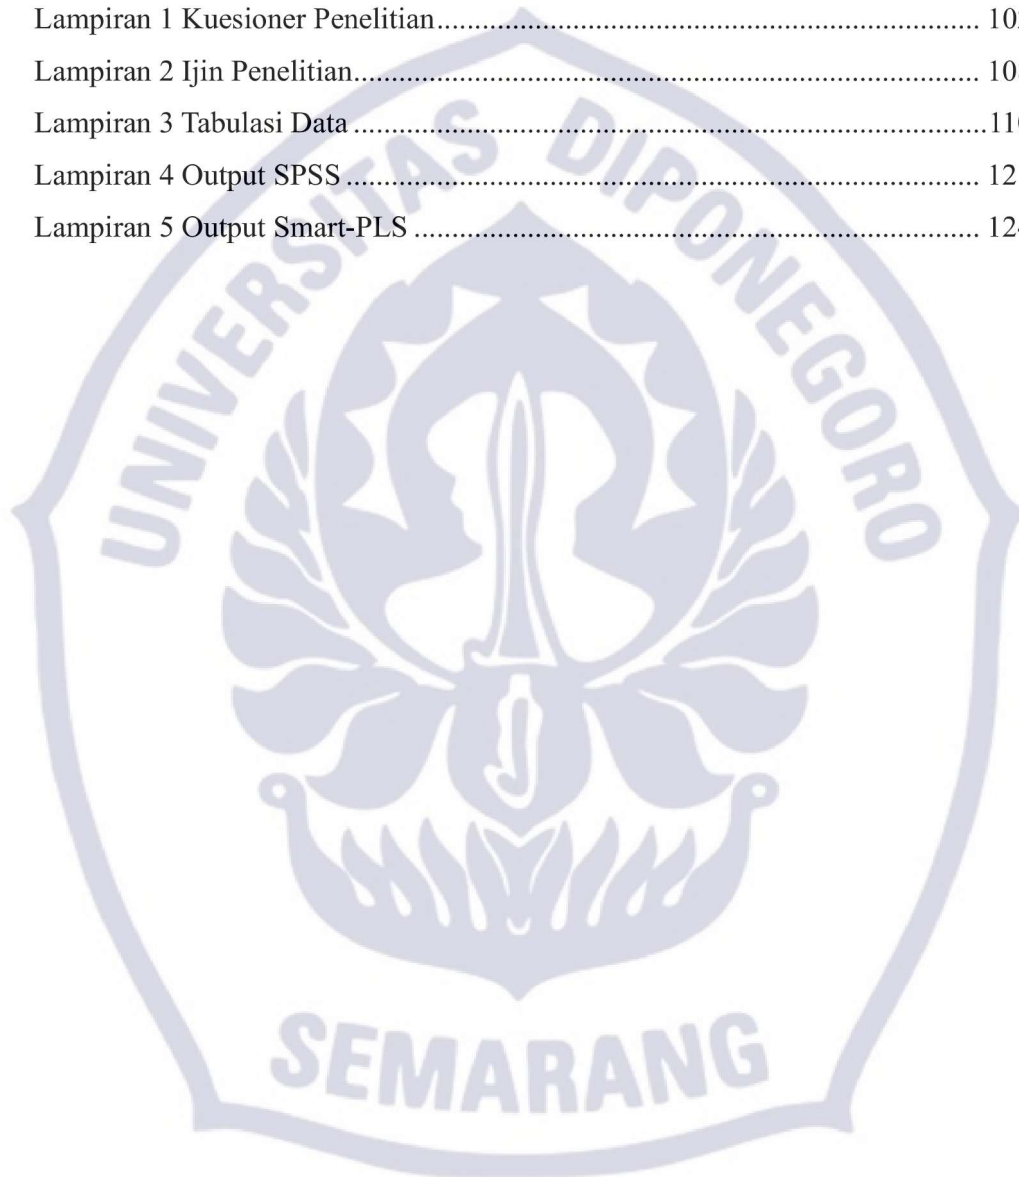 Lampiran 1 Kuesioner Penelitian
Lampiran 2 Ijin Penelitian
Lampiran 3 Tabulasi Data
Lampiran 4 Output SPSS
Lampiran 5 Output Smart-PLS
UNIVERSITAS DIPONEGORO
SEMARANG